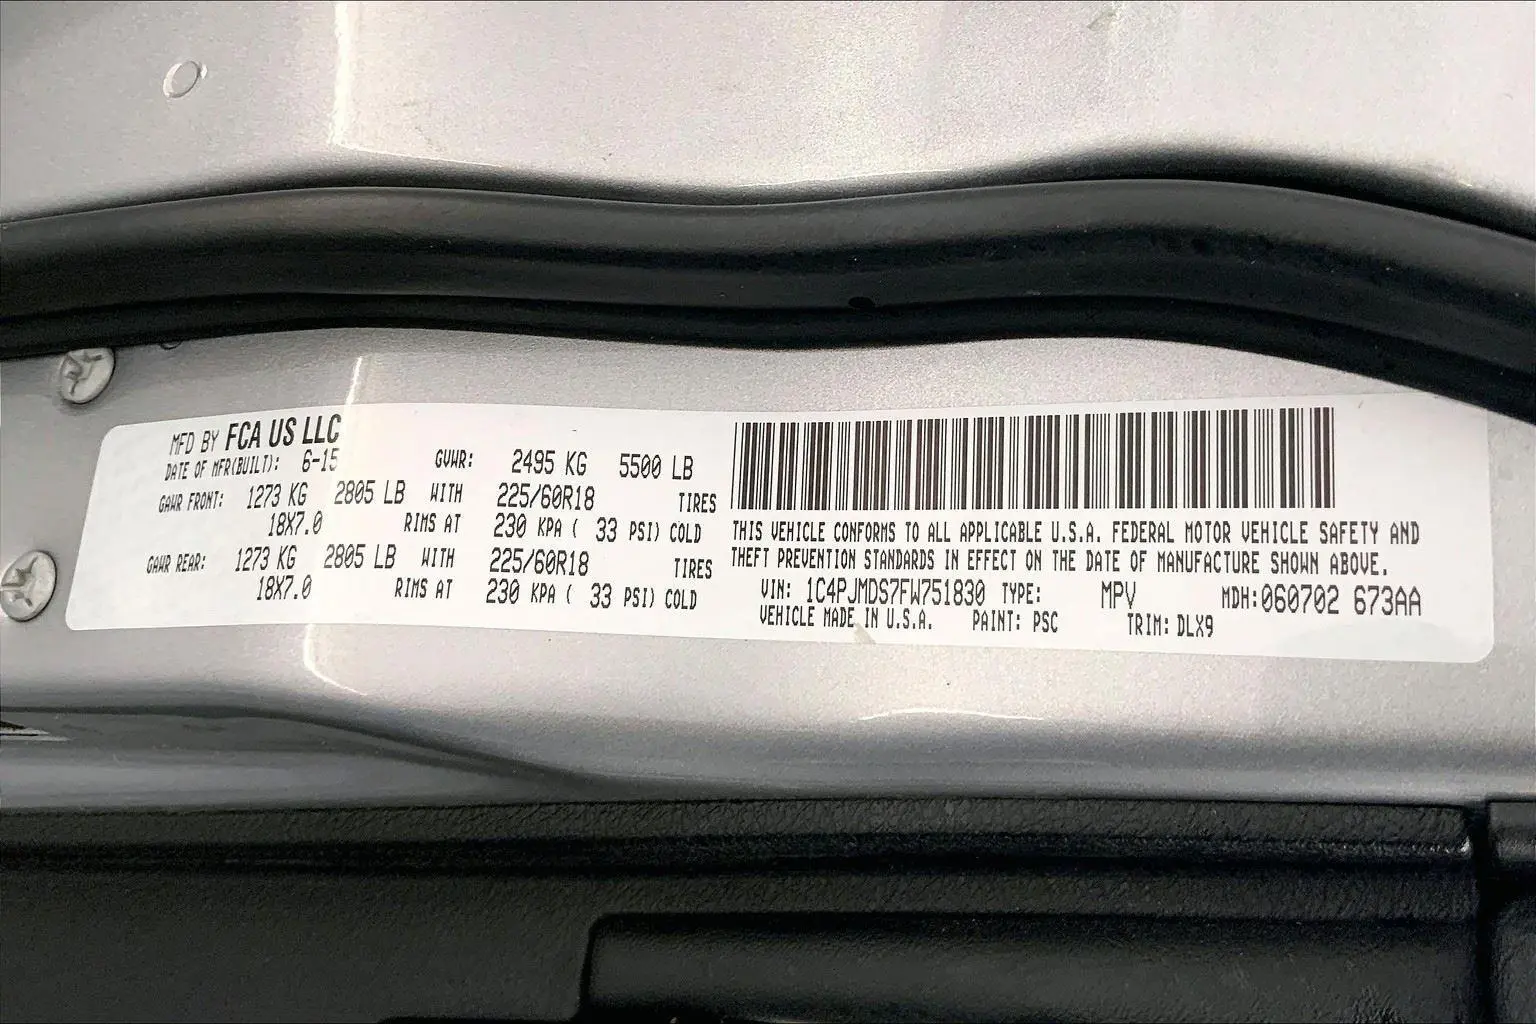 MFD BY FCA US LLC
DATE OF MFR(BUILT): 6-15 GVWR: 2495 KG 5500 LB
GAWR FRONT: 1273 KG 2805 LB WITH 225/60R18 TIRES
18X7.0 RIMS AT 230 KPA ( 33 PSI) COLD
GAWR REAR: 1273 KG 2805 LB WITH 225/60R18 TIRES
18X7.0 RIMS AT 230 KPA ( 33 PSI) COLD
THIS VEHICLE CONFORMS TO ALL APPLICABLE U.S.A. FEDERAL MOTOR VEHICLE SAFETY AND
THEFT PREVENTION STANDARDS IN EFFECT ON THE DATE OF MANUFACTURE SHOWN ABOVE.
VIN: 1C4PJMDS7FW751830 TYPE: MPV MDH:060702 673AA
VEHICLE MADE IN U.S.A. PAINT: PSC TRIM: DLX9